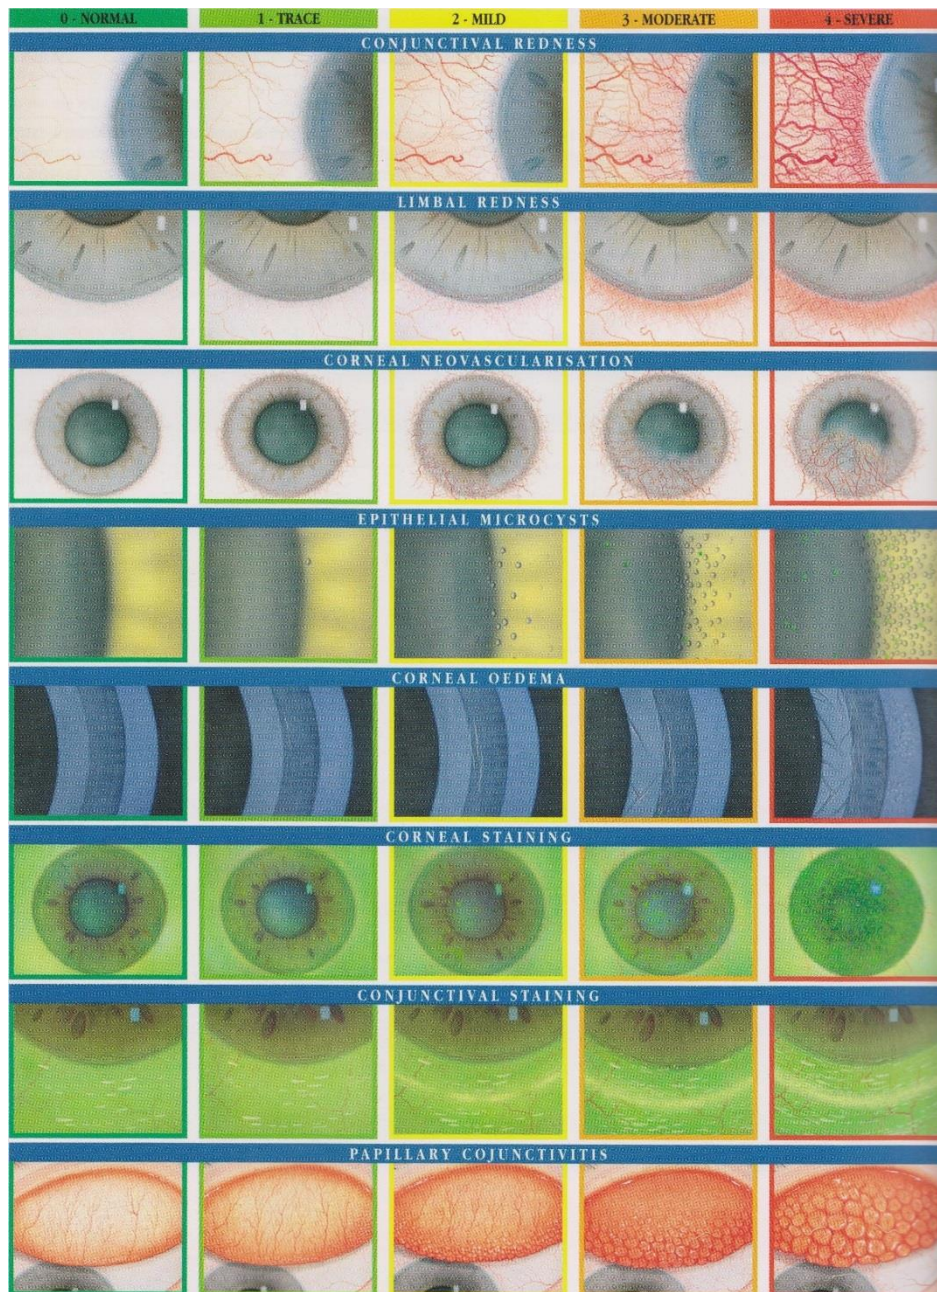 0 - NORMAL 1 - TRACE 2 - MILD 3 - MODERATE 4 - SEVERE
CONJUNCTIVAL REDNESS
LIMBAL REDNESS
CORNEAL NEOVASCULARISATION
EPITHELIAL MICROCYSTS
CORNEAL OEDEMA
CORNEAL STAINING
CONJUNCTIVAL STAINING
PAPILLARY COJUNCTIVITIS